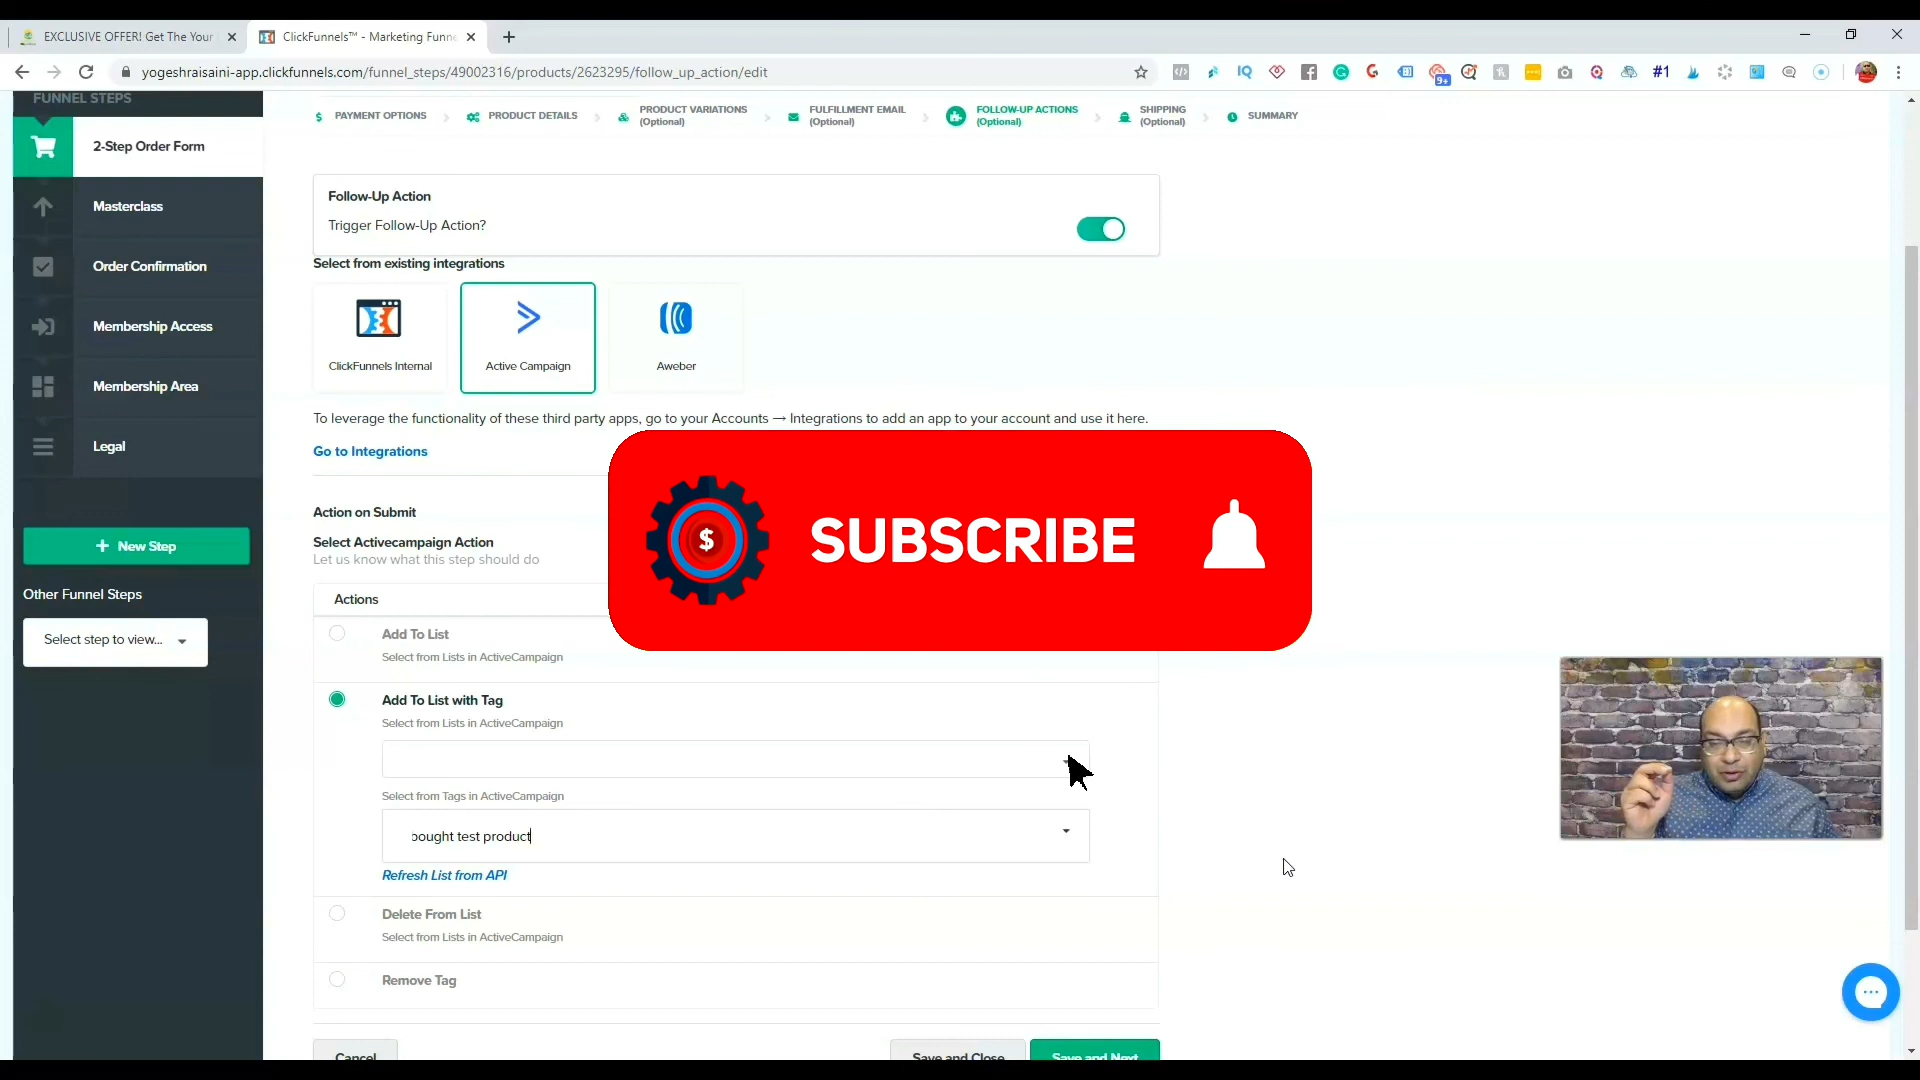 EXCLUSIVE OFFER! Get The Your
ClickFunnels™ - Marketing Funne
yogeshraisaini-app.clickfunnels.com/funnel_steps/49002316/products/2623295/follow_up_action/edit
IQ
9+
#1
FUNNEL STEPS
2-Step Order Form
Masterclass
Order Confirmation
Membership Access
Membership Area
Legal
+ New Step
Other Funnel Steps
Select step to view...
PAYMENT OPTIONS
PRODUCT DETAILS
PRODUCT VARIATIONS
(Optional)
FULFILLMENT EMAIL
(Optional)
FOLLOW-UP ACTIONS
(Optional)
SHIPPING
(Optional)
SUMMARY
Follow-Up Action
Trigger Follow-Up Action?
Select from existing integrations
ClickFunnels Internal
Active Campaign
Aweber
To leverage the functionality of these third party apps, go to your Accounts → Integrations to add an app to your account and use it here.
Go to Integrations
Action on Submit
Select Activecampaign Action
Let us know what this step should do
$ SUBSCRIBE
Actions
Add To List
Select from Lists in ActiveCampaign
Add To List with Tag
Select from Lists in ActiveCampaign
Select from Tags in ActiveCampaign
bought test product
Refresh List from API
Delete From List
Select from Lists in ActiveCampaign
Remove Tag
Cancel
Save and Close
Save and Next